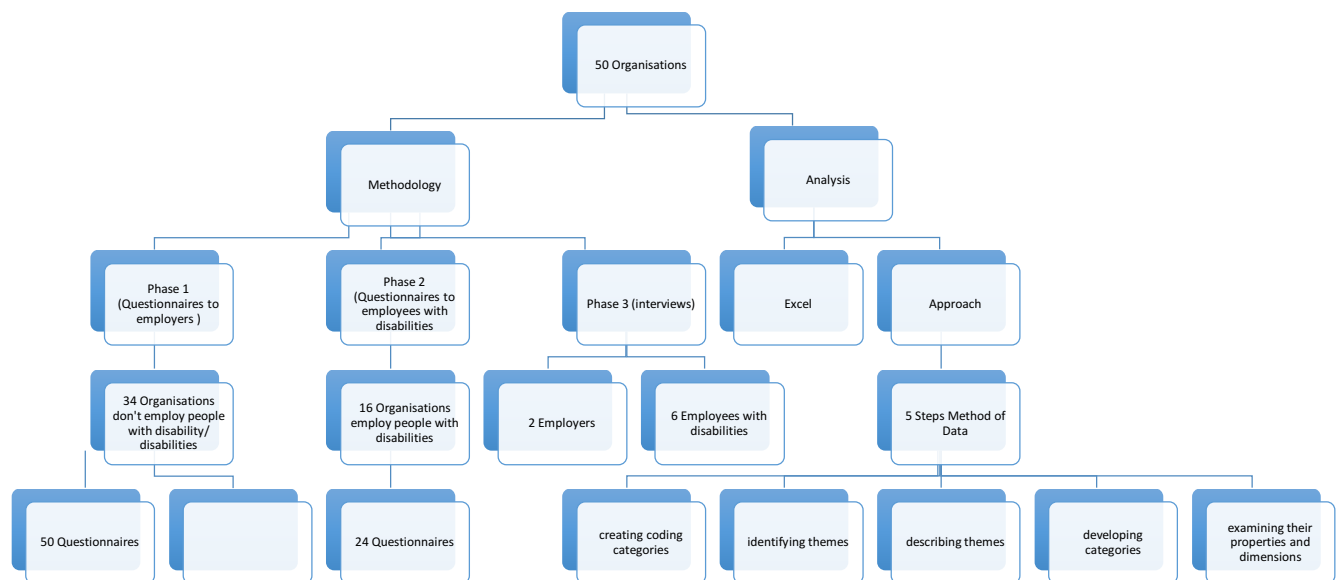 50 Organisations
Methodology
Analysis
Phase 1
(Questionnaires to
employers )
Phase 2
(Questionnaires to
employees with
disabilities
Phase 3 (interviews)
Excel
Approach
34 Organisations
don't employ people
with disability/
disabilities
16 Organisations
employ people with
disabilities
2 Employers
6 Employees with
disabilities
5 Steps Method of
Data
50 Questionnaires
24 Questionnaires
creating coding
categories
identifying themes
describing themes
developing
categories
examining their
properties and
dimensions